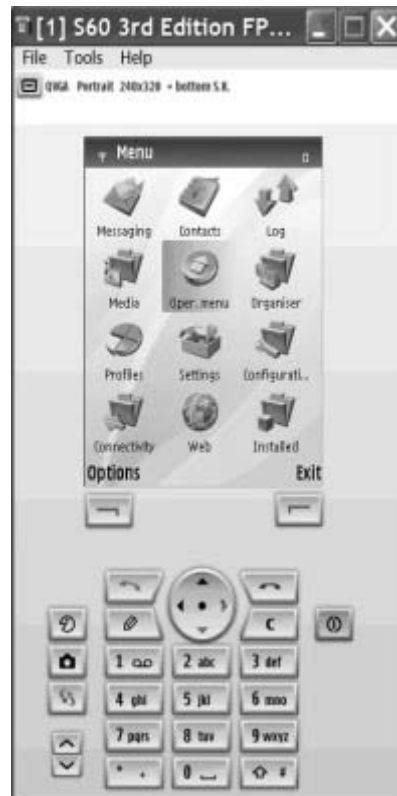 [1] S60 3rd Edition FP...
File Tools Help
QVGA Portrait 240x320 + bottom S.K.
Menu
Messaging Contacts Log
Media Oper. menu Organiser
Profiles Settings Configurati..
Connectivity Web Installed
Options Exit
C
1 2 abc 3 def
4 ghi 5 jkl 6 mno
7 pqrs 8 tuv 9 wxyz
* + 0 #